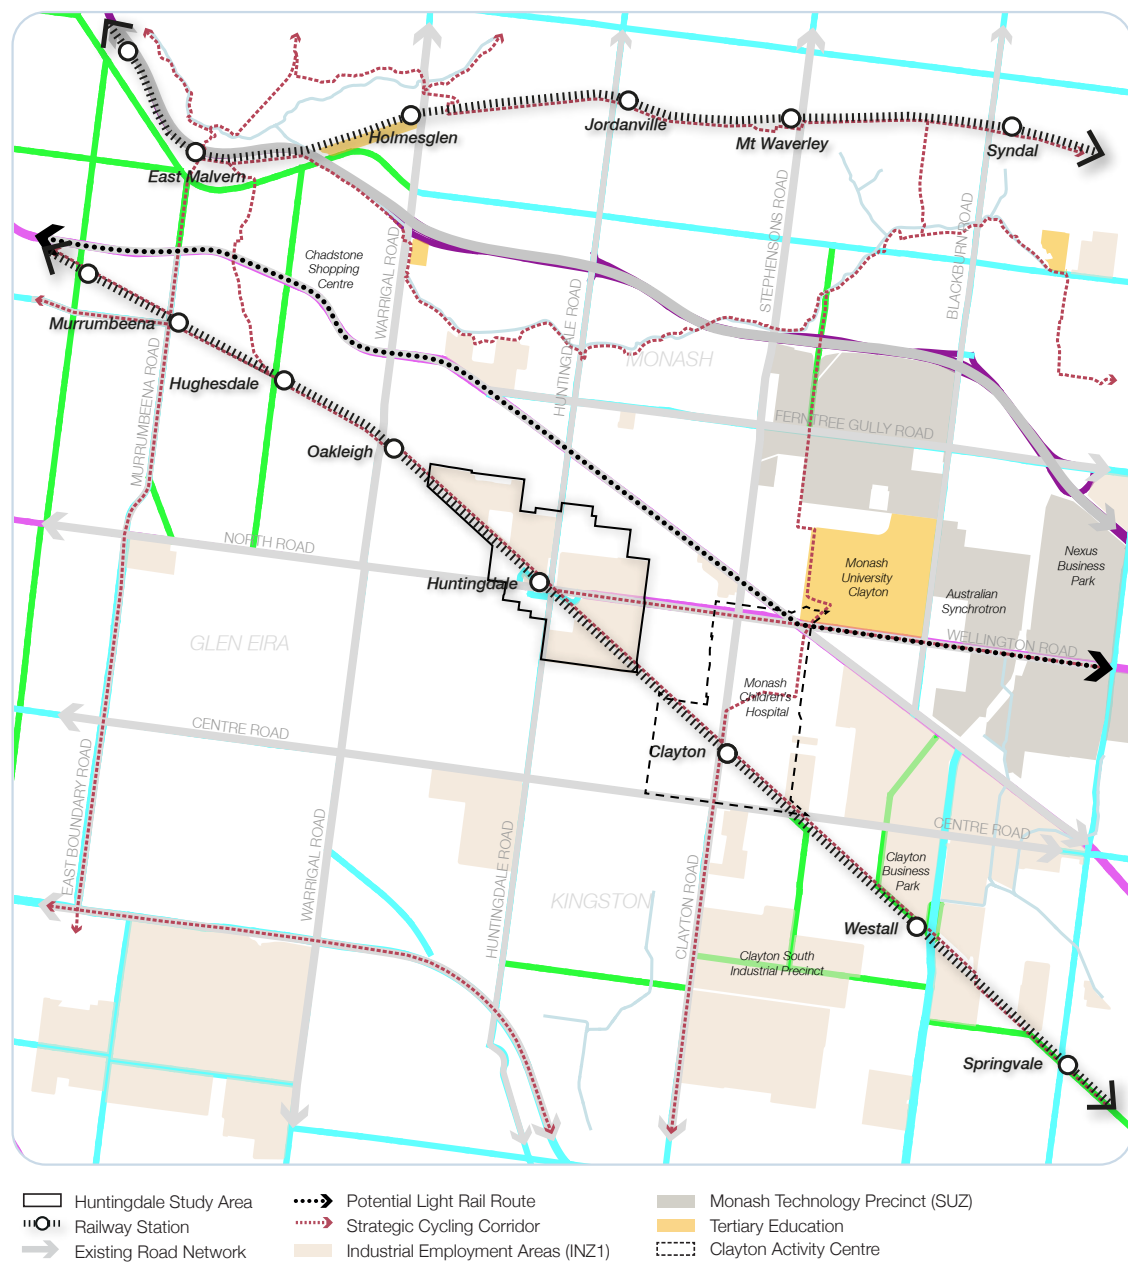 Holmesglen
Jordanville
Mt Waverley
Syndal
East Malvern
Chadstone
Shopping
Centre
WARRIGAL ROAD
STEPHENSONS ROAD
BLACKBURN ROAD
HUNTINGDALE ROAD
Murrumbeena
MURRUMBEENA ROAD
MONASH
Hughesdale
FERNTREE GULLY ROAD
Oakleigh
NORTH ROAD
Huntingdale
Monash
University
Clayton
Nexus
Business
Park
Australian
Synchrotron
WELLINGTON ROAD
GLEN EIRA
Monash
Children's
Hospital
CENTRE ROAD
Clayton
EAST BOUNDARY ROAD
WARRIGAL ROAD
HUNTINGDALE ROAD
CLAYTON ROAD
CENTRE ROAD
Clayton
Business
Park
KINGSTON
Westall
Clayton South
Industrial Precinct
Springvale
Huntingdale Study Area
Railway Station
Existing Road Network
Potential Light Rail Route
Strategic Cycling Corridor
Industrial Employment Areas (INZ1)
Monash Technology Precinct (SUZ)
Tertiary Education
Clayton Activity Centre